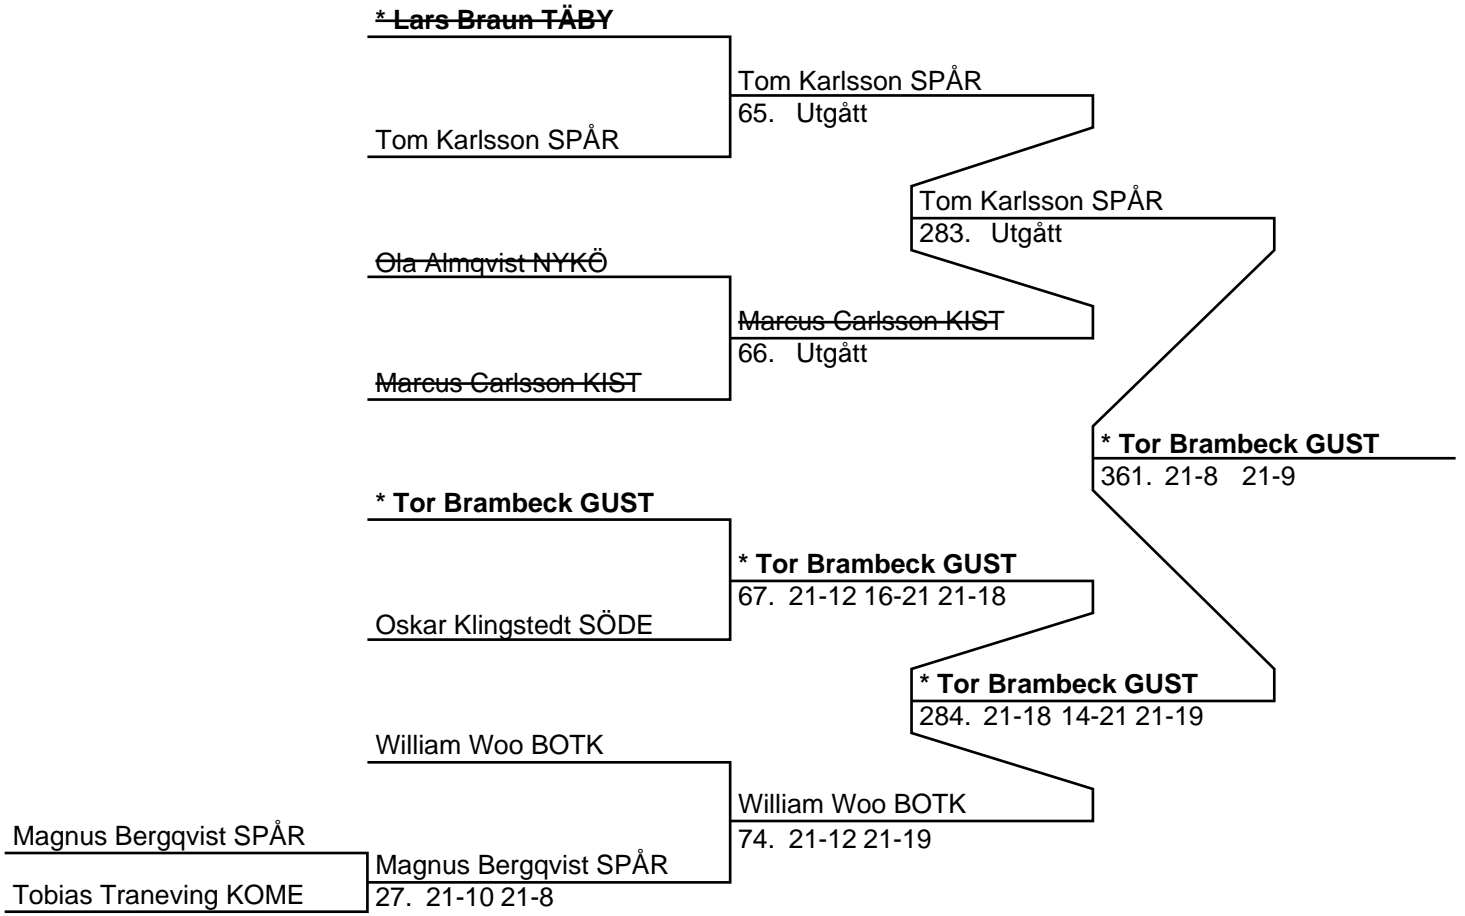 * Lars Braun TÄBY
Tom Karlsson SPÅR
65. Utgått
Tom Karlsson SPÅR
Tom Karlsson SPÅR
283. Utgått
Ola Almqvist NYKÖ
Marcus Carlsson KIST
66. Utgått
Marcus Carlsson KIST
* Tor Brambeck GUST
361. 21-8 21-9
* Tor Brambeck GUST
* Tor Brambeck GUST
67. 21-12 16-21 21-18
Oskar Klingstedt SÖDE
* Tor Brambeck GUST
284. 21-18 14-21 21-19
William Woo BOTK
William Woo BOTK
74. 21-12 21-19
Magnus Bergqvist SPÅR
Magnus Bergqvist SPÅR
Tobias Traneving KOME
27. 21-10 21-8